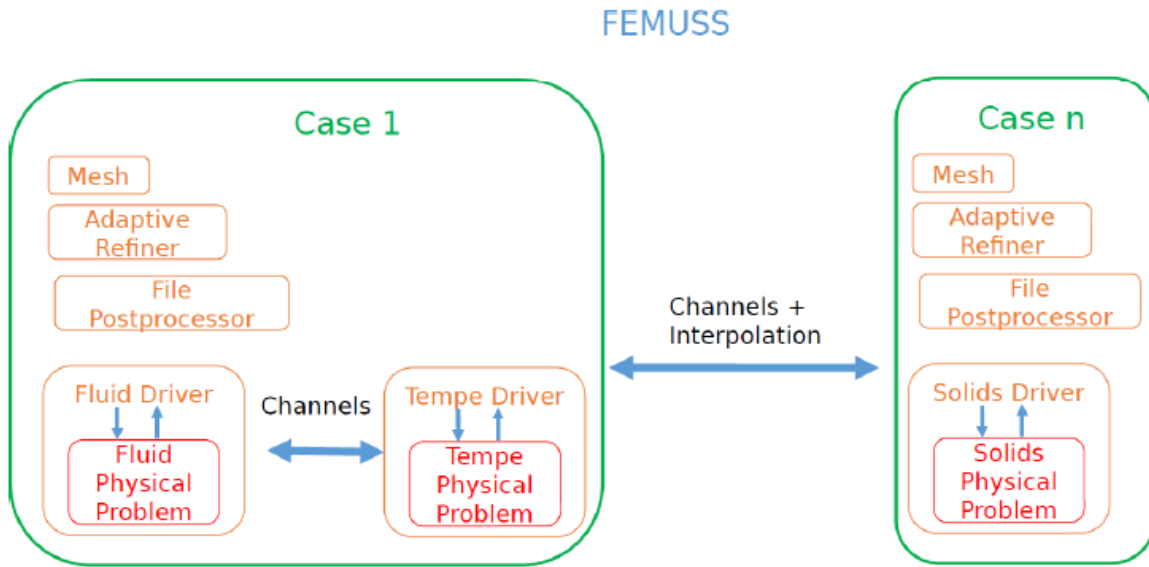 FEMUSS
Case 1
Mesh
Adaptive
Refiner
File
Postprocessor
Fluid Driver
Fluid
Physical
Problem
Channels
Tempe Driver
Tempe
Physical
Problem
Channels +
Interpolation
Case n
Mesh
Adaptive
Refiner
File
Postprocessor
Solids Driver
Solids
Physical
Problem